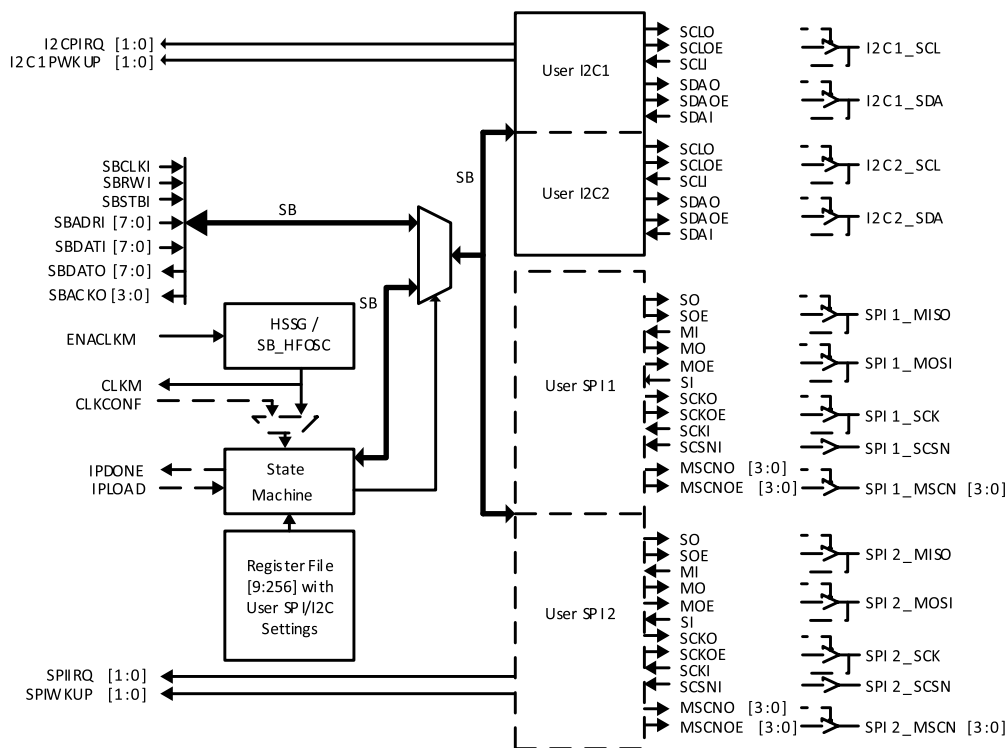 I2CPIRQ [1:0]
I2C1PWKUP [1:0]
SBCLKI
SBRWI
SBSTBI
SBADRI [7:0]
SBDATI [7:0]
SBDATO [7:0]
SBACKO [3:0]
SB
SB
SB
ENACLKM
HSSG /
SB_HFOSC
CLKM
CLKCONF
IPDONE
IPLOAD
State
Machine
Register File
[9:256] with
User SPI/I2C
Settings
SPIIRQ [1:0]
SPIWKUP [1:0]
User I2C1
SCLO
SCLOE
SCLI
SDAO
SDAOE
SDAI
I2C1_SCL
I2C1_SDA
User I2C2
SCLO
SCLOE
SCLI
SDAO
SDAOE
SDAI
I2C2_SCL
I2C2_SDA
User SPI1
SO
SOE
MI
MO
MOE
SI
SCKO
SCKOE
SCKI
SCSNI
MSCNO [3:0]
MSCNOE [3:0]
SPI1_MISO
SPI1_MOSI
SPI1_SCK
SPI1_SCSN
SPI1_MSCN [3:0]
User SPI2
SO
SOE
MI
MO
MOE
SI
SCKO
SCKOE
SCKI
SCSNI
MSCNO [3:0]
MSCNOE [3:0]
SPI2_MISO
SPI2_MOSI
SPI2_SCK
SPI2_SCSN
SPI2_MSCN [3:0]